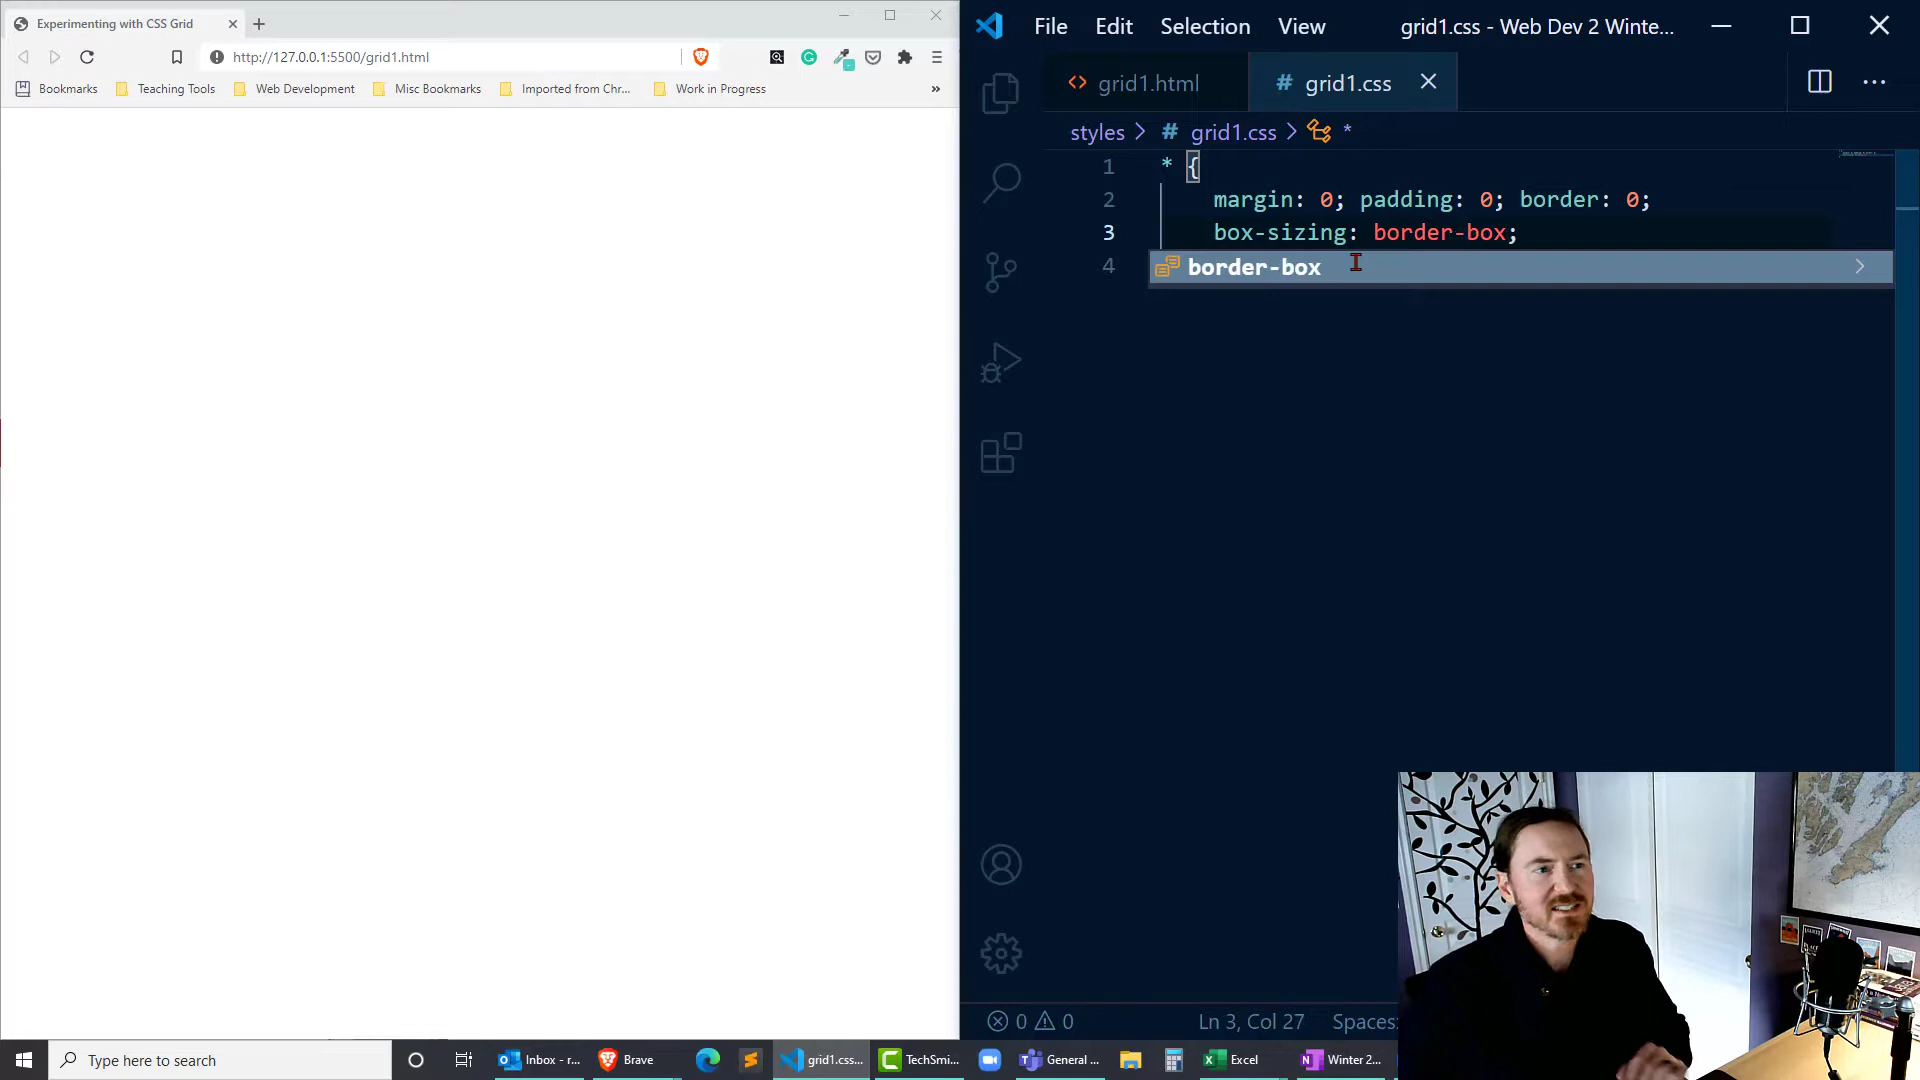 Experimenting with CSS Grid
http://127.0.0.1:5500/grid1.html
Bookmarks Teaching Tools Web Development Misc Bookmarks Imported from Chr... Work in Progress »
File Edit Selection View grid1.css - Web Dev 2 Winte...
<> grid1.html # grid1.css
styles > # grid1.css > *
1 * {
2 margin: 0; padding: 0; border: 0;
3 box-sizing: border-box;
4 border-box
0 0 Ln 3, Col 27 Spaces:
Type here to search
Inbox - r...
Brave
grid1.css...
TechSmi...
General ...
Excel
Winter 2...